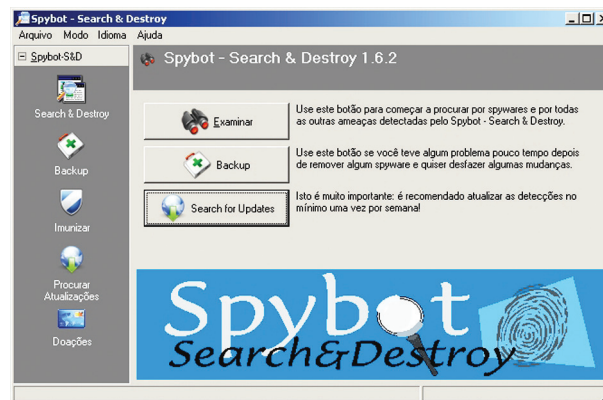 Spybot - Search & Destroy
Arquivo Modo Idioma Ajuda
Spybot-S&D
Search & Destroy
Backup
Imunizar
Procurar
Atualizações
Doações
Spybot - Search & Destroy 1.6.2
Examinar
Use este botão para começar a procurar por spywares e por todas
as outras ameaças detectadas pelo Spybot - Search & Destroy.
Backup
Use este botão se você teve algum problema pouco tempo depois
de remover algum spyware e quiser desfazer algumas mudanças.
Search for Updates
Isto é muito importante: é recomendado atualizar as detecções no
mínimo uma vez por semana!
Spybot
Search&Destroy